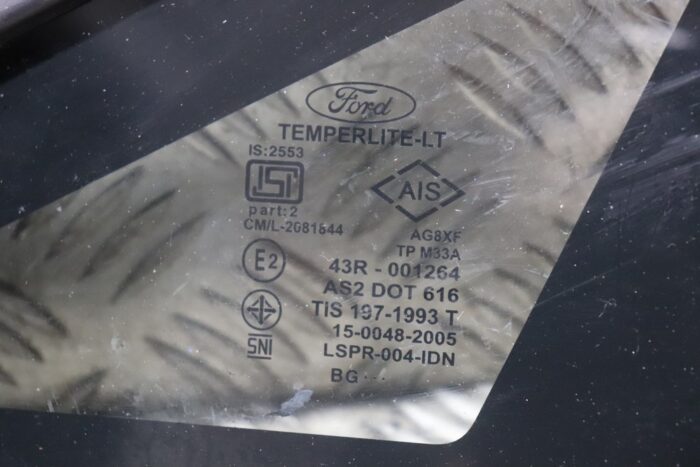 Ford
TEMPERLITE-LT
IS:2553
ISI
part:2
CM/L-2081544
AIS
AG8XF
TP M33A
E2
43R - 001264
AS2 DOT 616
TIS 197-1993 T
15-0048-2005
SNI
LSPR-004-IDN
BG ...